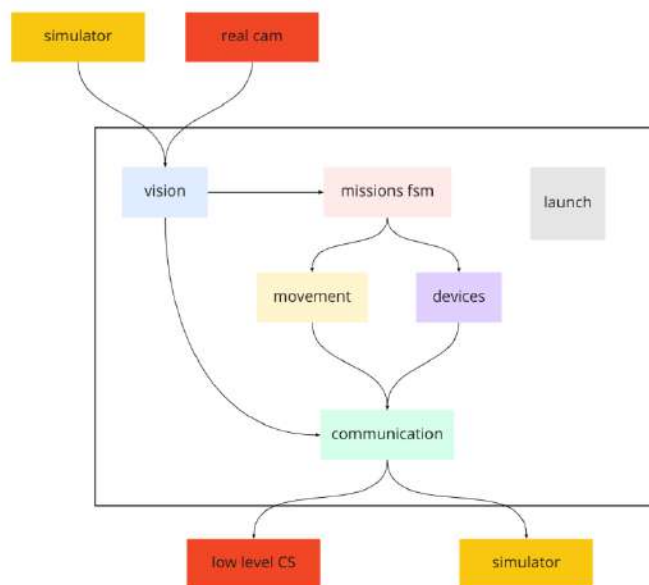 simulator
real cam
vision
missions fsm
launch
movement
devices
communication
low level CS
simulator